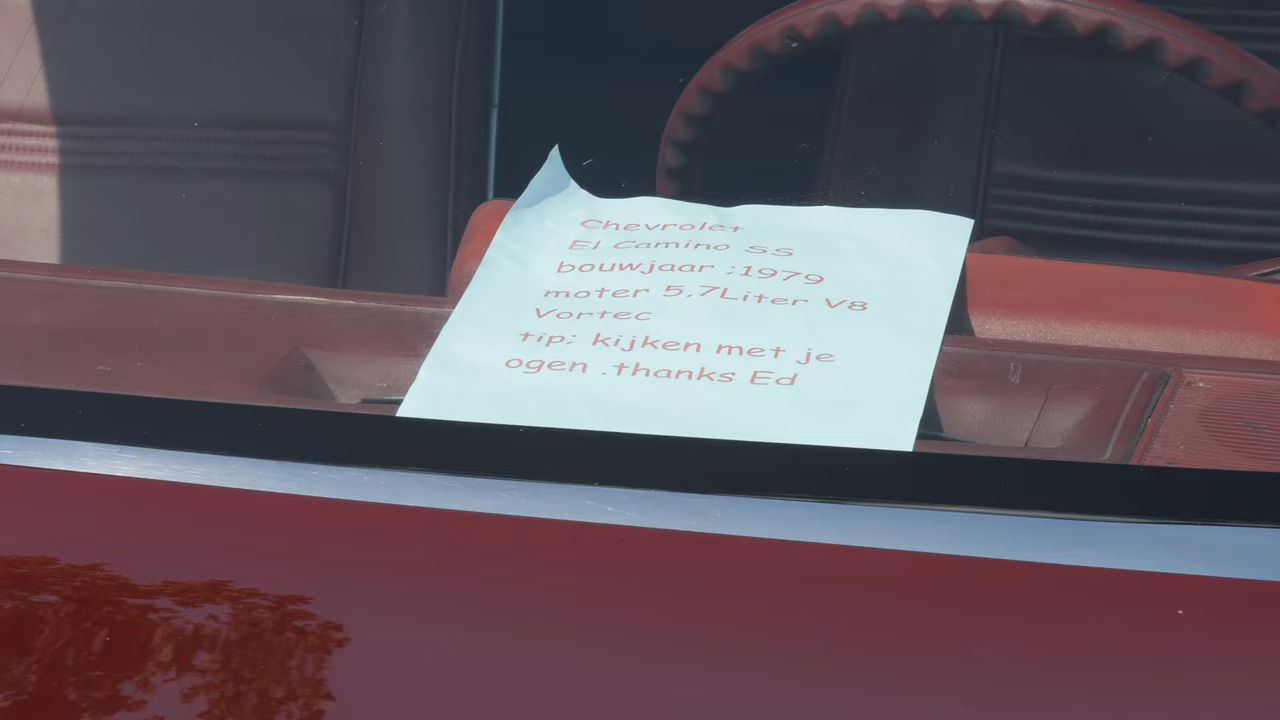 Chevrolet
El Camino SS
bouwjaar :1979
moter 5,7Liter V8
Vortec
tip; kijken met je
ogen .thanks Ed